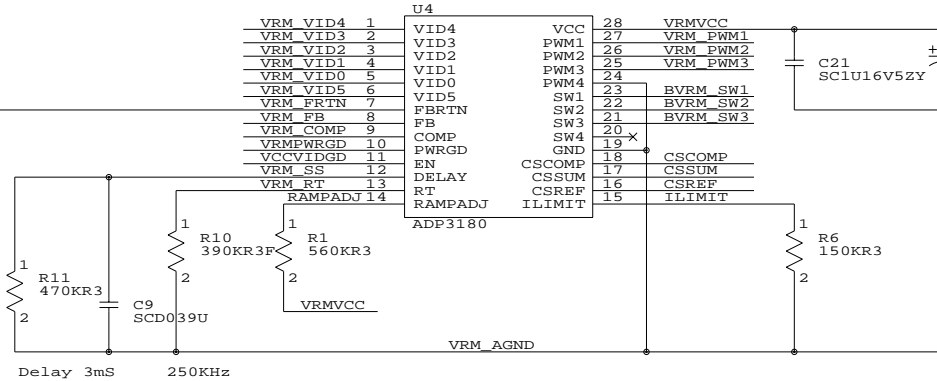 U4
VRM_VID4 1 VID4 VCC 28 VRMVCC
VRM_VID3 2 VID3 PWM1 27 VRM_PWM1
VRM_VID2 3 VID2 PWM2 26 VRM_PWM2
VRM_VID1 4 VID1 PWM3 25 VRM_PWM3
VRM_VID0 5 VID0 PWM4 24
VRM_VID5 6 VID5 SW1 23 BVRM_SW1
VRM_FRTN 7 FBRTN SW2 22 BVRM_SW2
VRM_FB 8 FB SW3 21 BVRM_SW3
VRM_COMP 9 COMP SW4 20
VRMPWRGD 10 PWRGD GND 19
VCCVIDGD 11 EN CSCOMP 18 CSCOMP
VRM_SS 12 DELAY CSSUM 17 CSSUM
VRM_RT 13 RT CSREF 16 CSREF
RAMPADJ 14 RAMPADJ ILIMIT 15 ILIMIT
ADP3180
+
C21
SC1U16V5ZY
1
R10
390KR3F
2
1
R1
560KR3
2
VRMVCC
1
R6
150KR3
2
1
R11
470KR3
2
C9
SCD039U
VRM_AGND
Delay 3mS 250KHz